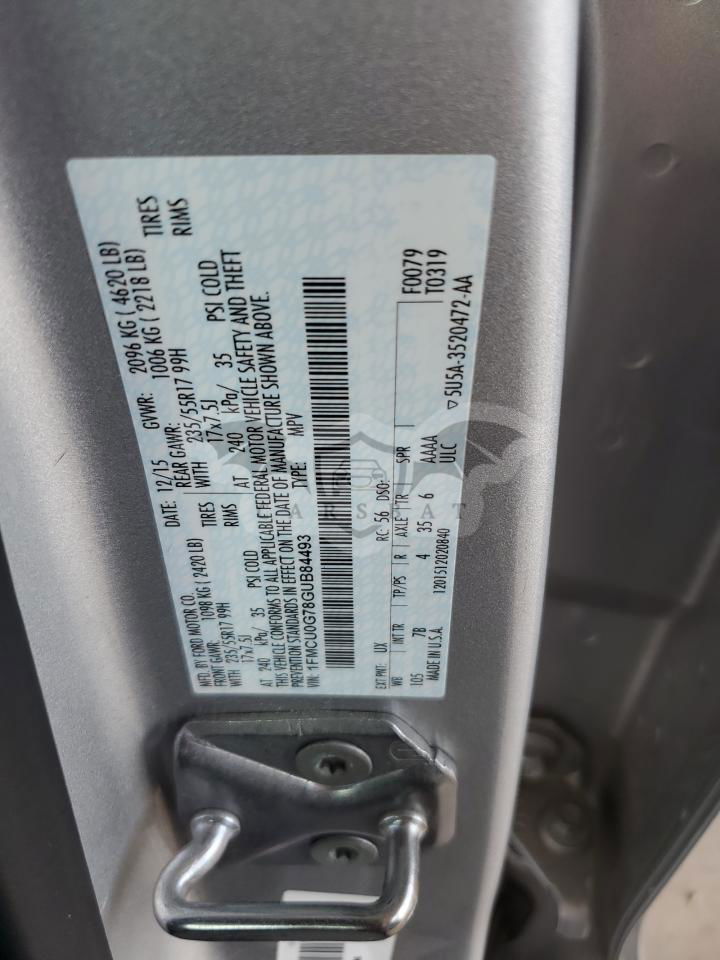 MFD. BY FORD MOTOR CO.
DATE: 12/15 GVWR: 2096 KG ( 4620 LB)
FRONT GAWR: 1098 KG ( 2420 LB)
REAR GAWR: 1006 KG ( 2218 LB)
WITH 235/55R17 99H TIRES
WITH 235/55R17 99H TIRES
17x7.5J RIMS
17x7.5J RIMS
AT 240 kPa/ 35 PSI COLD
AT 240 kPa/ 35 PSI COLD
THIS VEHICLE CONFORMS TO ALL APPLICABLE FEDERAL MOTOR VEHICLE SAFETY AND THEFT
PREVENTION STANDARDS IN EFFECT ON THE DATE OF MANUFACTURE SHOWN ABOVE.
VIN: 1FMCU0G78GUB84493 TYPE: MPV
F0079
T0319
EXT PNT: UX RC: 56 DSO:
WB INT TR TP/PS R AXLE TR SPR
105 7B 4 35 6 AAAA
MADE IN U.S.A. 1201512020840 ULC
▽5U5A-3520472-AA
CARSEAT